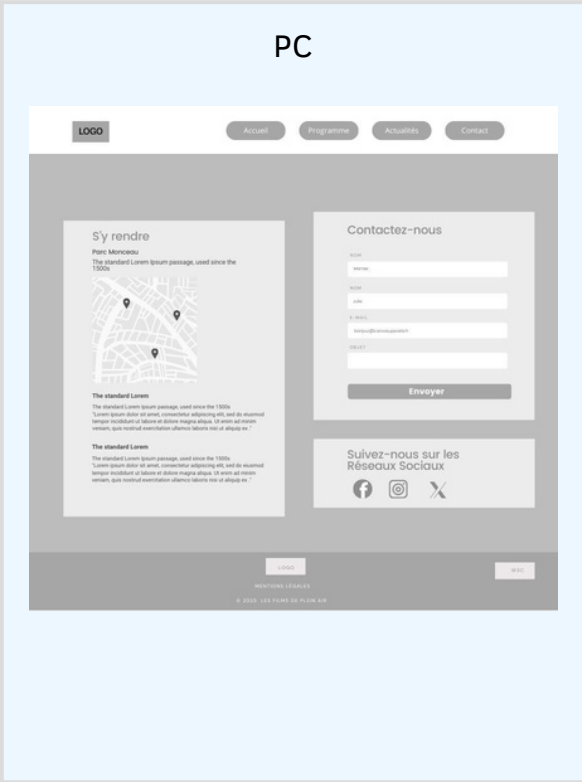 PC
LOGO
Accueil
Programme
Actualités
Contact
S'y rendre
Parc Monceau
The standard Lorem Ipsum passage, used since the
1500s
The standard Lorem
The standard Lorem Ipsum passage, used since the 1500s
"Lorem ipsum dolor sit amet, consectetur adipiscing elit, sed do eiusmod
tempor incididunt ut labore et dolore magna aliqua. Ut enim ad minim
veniam, quis nostrud exercitation ullamco laboris nisi ut aliquip ex ."
The standard Lorem
The standard Lorem Ipsum passage, used since the 1500s
"Lorem ipsum dolor sit amet, consectetur adipiscing elit, sed do eiusmod
tempor incididunt ut labore et dolore magna aliqua. Ut enim ad minim
veniam, quis nostrud exercitation ullamco laboris nisi ut aliquip ex ."
Contactez-nous
NOM
NOM
E-MAIL
OBJET
Envoyer
Suivez-nous sur les
Réseaux Sociaux
LOGO
MENTIONS LÉGALES
LES FILMS DE PLEIN AIR
W3C